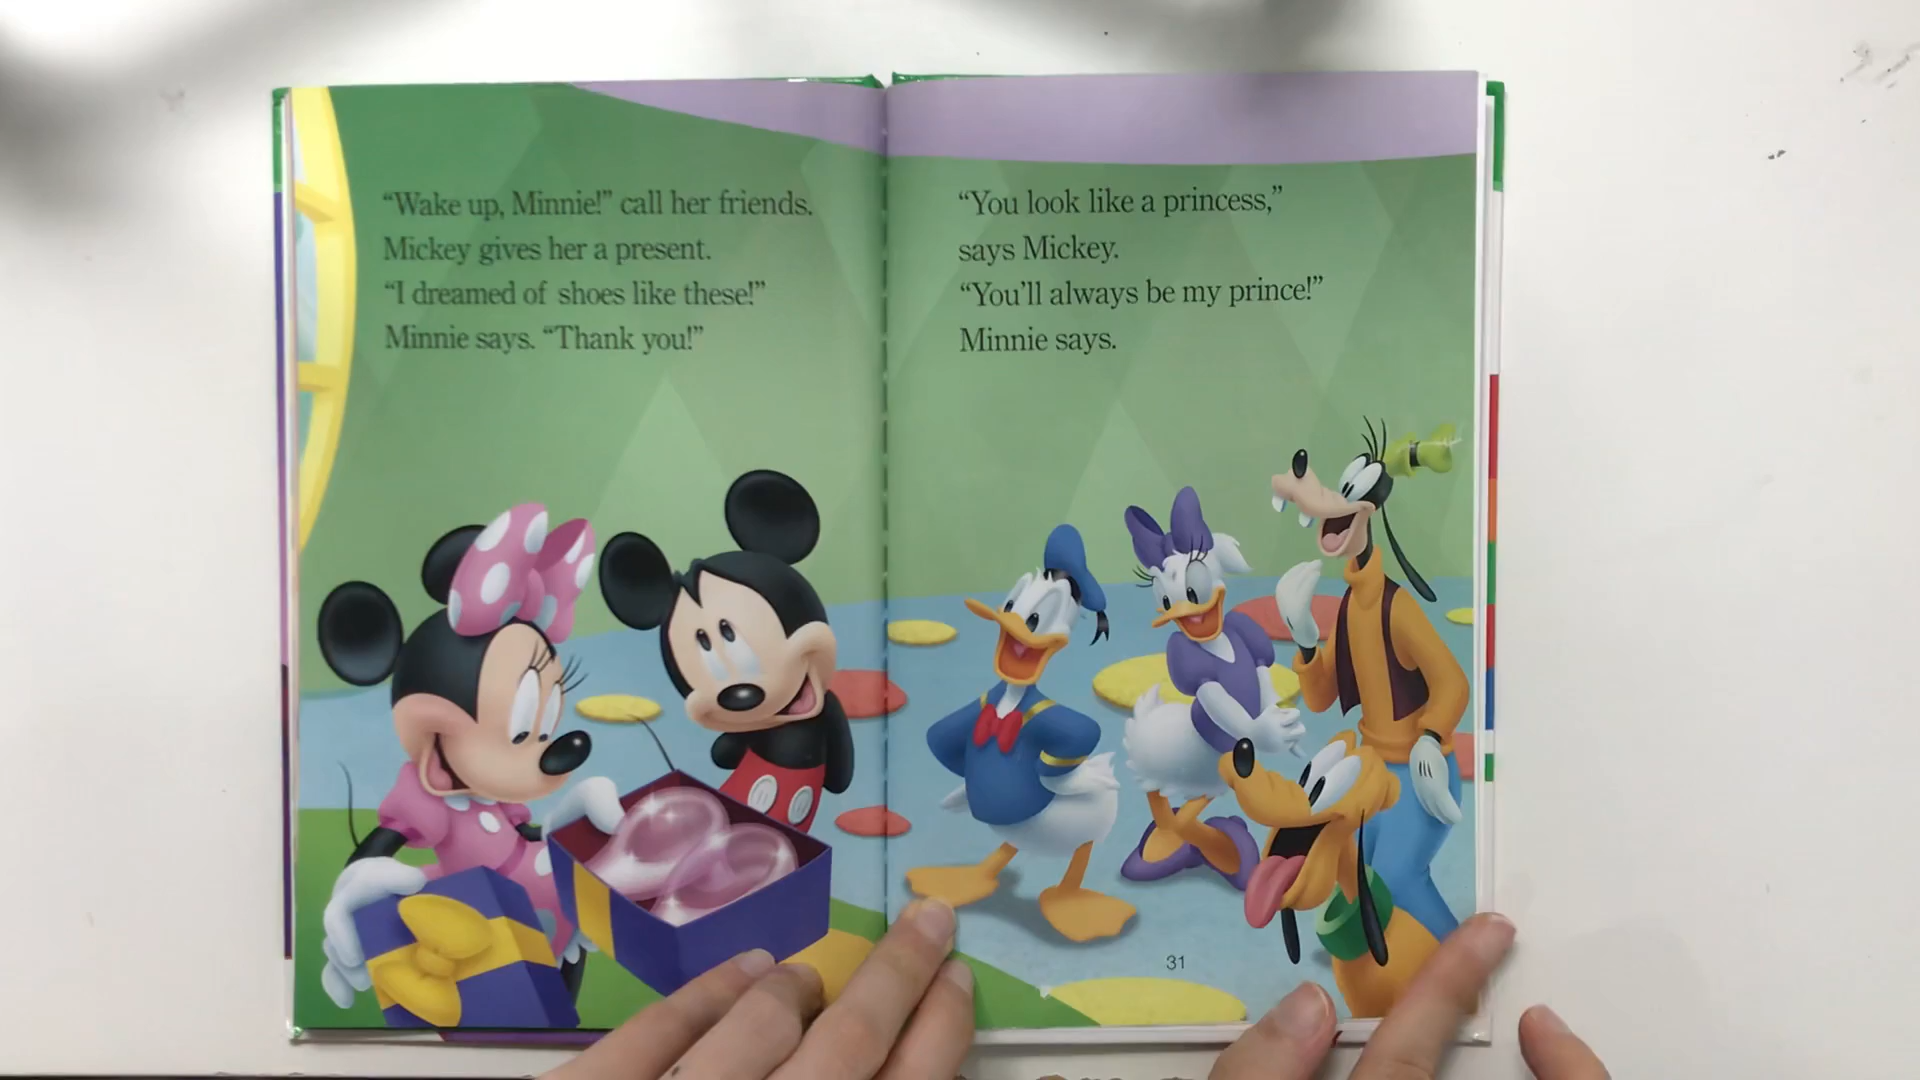 “Wake up, Minnie!” call her friends.
Mickey gives her a present.
“I dreamed of shoes like these!”
Minnie says. “Thank you!”
“You look like a princess,”
says Mickey.
“You’ll always be my prince!”
Minnie says.
31